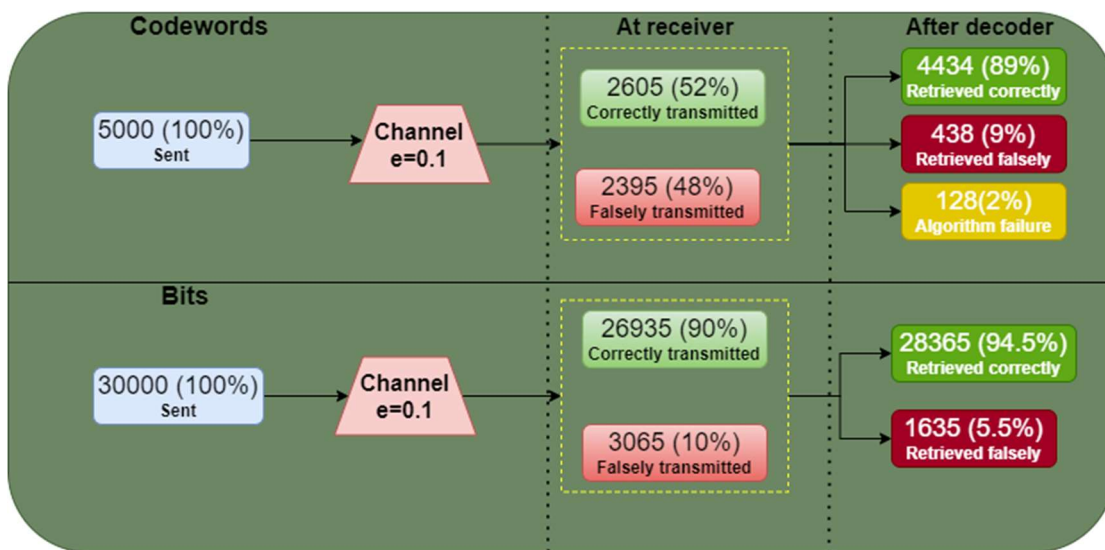 Codewords
At receiver
After decoder
5000 (100%)
Sent
Channel
e=0.1
2605 (52%)
Correctly transmitted
2395 (48%)
Falsely transmitted
4434 (89%)
Retrieved correctly
438 (9%)
Retrieved falsely
128(2%)
Algorithm failure
Bits
30000 (100%)
Sent
Channel
e=0.1
26935 (90%)
Correctly transmitted
3065 (10%)
Falsely transmitted
28365 (94.5%)
Retrieved correctly
1635 (5.5%)
Retrieved falsely